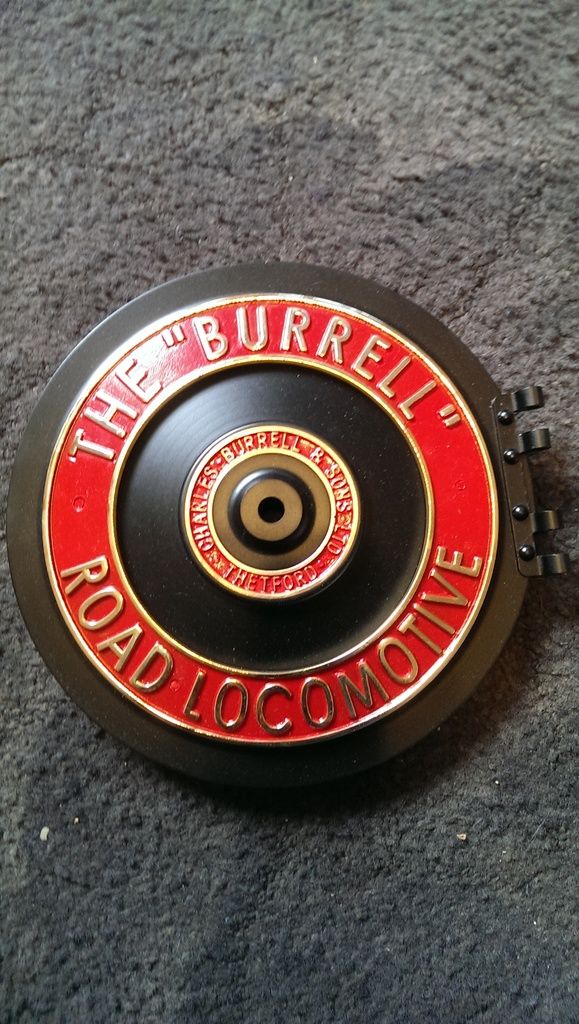 THE "BURRELL"
ROAD LOCOMOTIVE
CHARLES BURRELL & SONS LTD
THETFORD